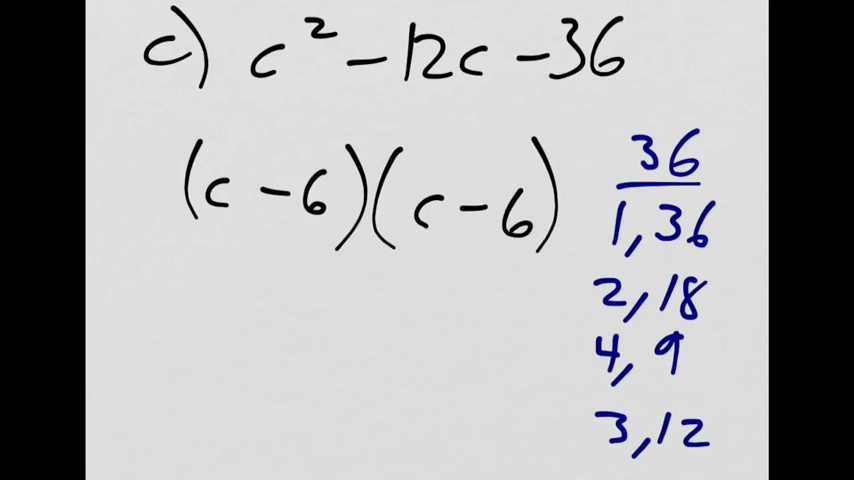 c) c² - 12c - 36
(c - 6)(c - 6)
36
1, 36
2, 18
4, 9
3, 12